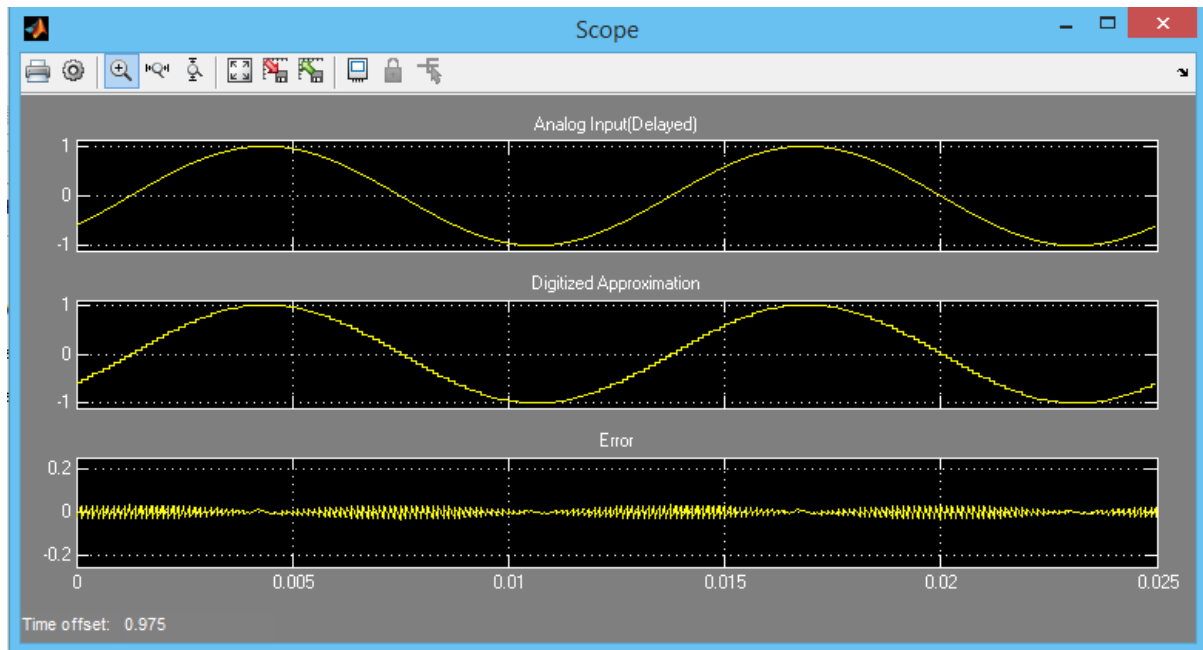 Scope
Analog Input(Delayed)
1
0
-1
Digitized Approximation
1
0
-1
Error
0.2
0
-0.2
0 0.005 0.01 0.015 0.02 0.025
Time offset: 0.975